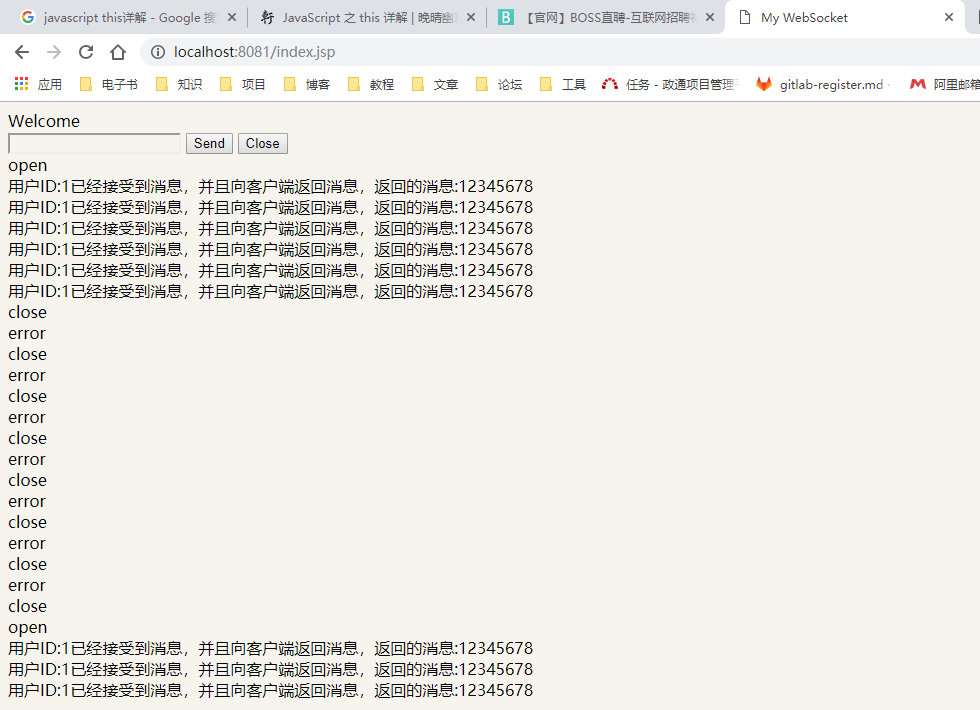 javascript this详解 - Google 搜
JavaScript 之 this 详解 | 晚晴幽
【官网】BOSS直聘-互联网招聘
My WebSocket
localhost:8081/index.jsp
应用 电子书 知识 项目 博客 教程 文章 论坛 工具 任务 - 政通项目管理 gitlab-register.md · 阿里邮箱
Welcome
Send Close
open
用户ID:1已经接受到消息，并且向客户端返回消息，返回的消息:12345678
用户ID:1已经接受到消息，并且向客户端返回消息，返回的消息:12345678
用户ID:1已经接受到消息，并且向客户端返回消息，返回的消息:12345678
用户ID:1已经接受到消息，并且向客户端返回消息，返回的消息:12345678
用户ID:1已经接受到消息，并且向客户端返回消息，返回的消息:12345678
用户ID:1已经接受到消息，并且向客户端返回消息，返回的消息:12345678
close
error
close
error
close
error
close
error
close
error
close
error
close
error
close
open
用户ID:1已经接受到消息，并且向客户端返回消息，返回的消息:12345678
用户ID:1已经接受到消息，并且向客户端返回消息，返回的消息:12345678
用户ID:1已经接受到消息，并且向客户端返回消息，返回的消息:12345678